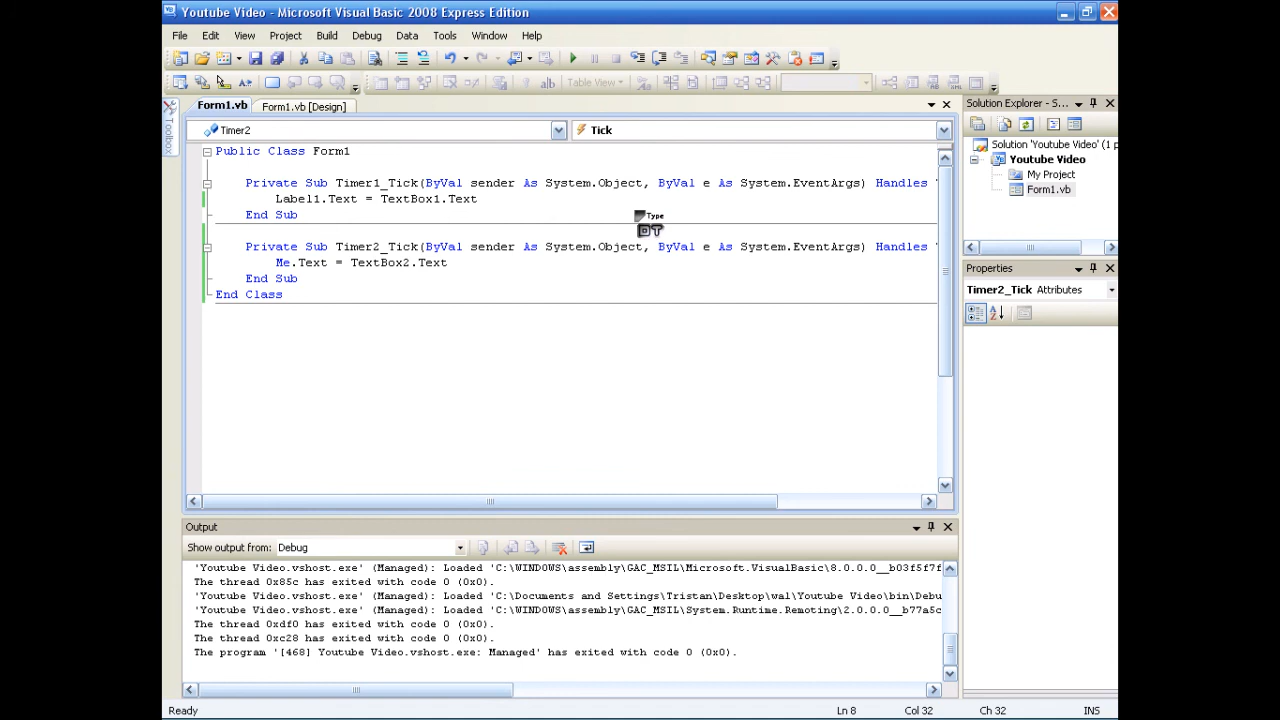 Youtube Video - Microsoft Visual Basic 2008 Express Edition
File Edit View Project Build Debug Data Tools Window Help
Table View
Form1.vb Form1.vb [Design]
Solution Explorer - S...
Timer2 Tick
Solution 'Youtube Video' (1 p
Youtube Video
My Project
Form1.vb
Toolbox
Public Class Form1
Private Sub Timer1_Tick(ByVal sender As System.Object, ByVal e As System.EventArgs) Handles
Label1.Text = TextBox1.Text
End Sub
Type
Private Sub Timer2_Tick(ByVal sender As System.Object, ByVal e As System.EventArgs) Handles
Me.Text = TextBox2.Text
End Sub
End Class
Properties
Timer2_Tick Attributes
Output
Show output from: Debug
'Youtube Video.vshost.exe' (Managed): Loaded 'C:\WINDOWS\assembly\GAC_MSIL\Microsoft.VisualBasic\8.0.0.0__b03f5f7f
The thread 0x85c has exited with code 0 (0x0).
'Youtube Video.vshost.exe' (Managed): Loaded 'C:\Documents and Settings\Tristan\Desktop\wal\Youtube Video\bin\Debu
'Youtube Video.vshost.exe' (Managed): Loaded 'C:\WINDOWS\assembly\GAC_MSIL\System.Runtime.Remoting\2.0.0.0__b77a5c
The thread 0xdf0 has exited with code 0 (0x0).
The thread 0xc28 has exited with code 0 (0x0).
The program '[468] Youtube Video.vshost.exe: Managed' has exited with code 0 (0x0).
Ready Ln 8 Col 32 Ch 32 INS